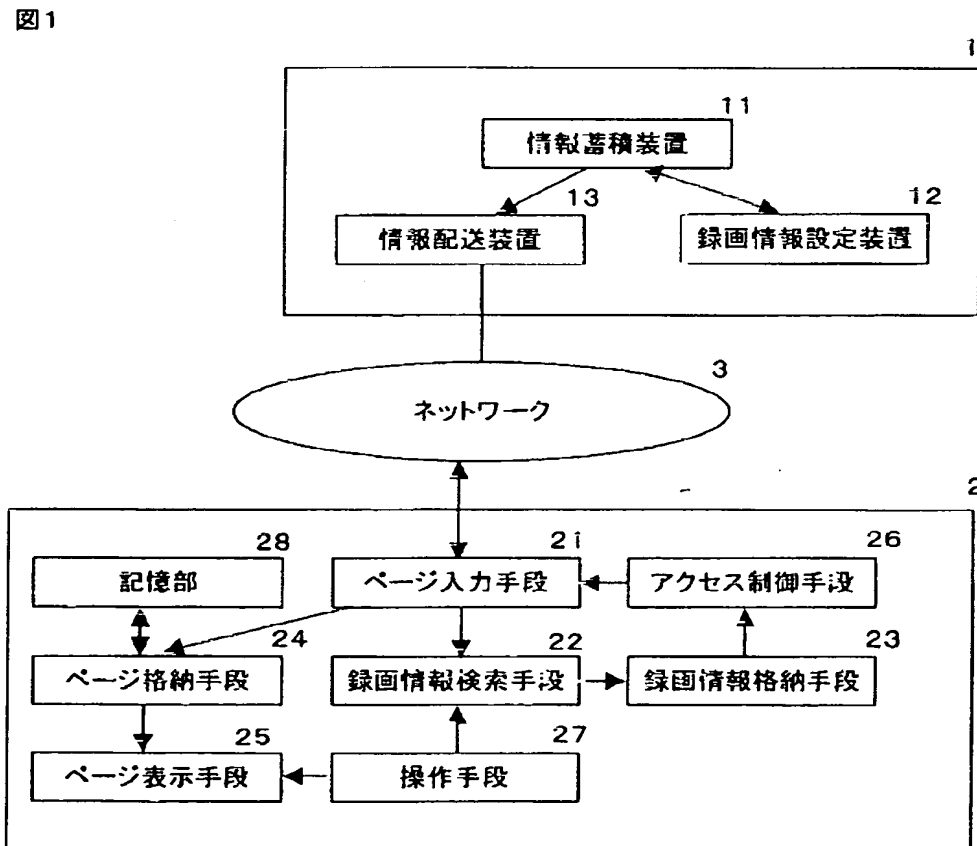 図1
1
11
情報蓄積装置
13
12
情報配送装置
録画情報設定装置
3
ネットワーク
2
28
21
26
記憶部
ページ入力手段
アクセス制御手段
24
22
23
ページ格納手段
録画情報検索手段
録画情報格納手段
25
27
ページ表示手段
操作手段